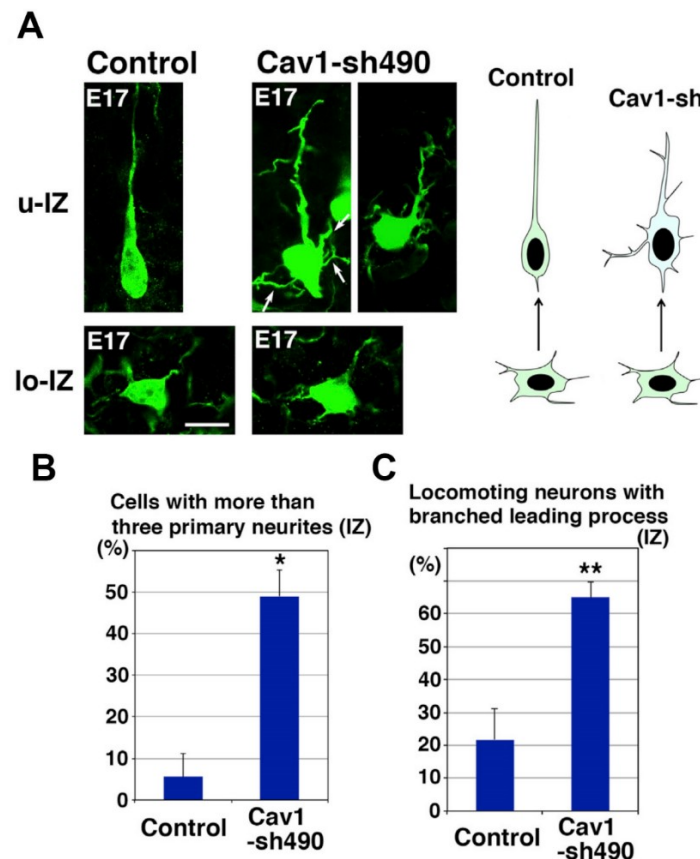 A
Control
Cav1-sh490
Control
Cav1-sh
E17
E17
u-IZ
E17
E17
lo-IZ
B
C
Cells with more than
three primary neurites (IZ)
(%)
*
50
40
30
20
10
0
Control
Cav1
-sh490
Locomoting neurons with
branched leading process
(IZ)
(%)
**
60
50
40
30
20
10
0
Control
Cav1
-sh490